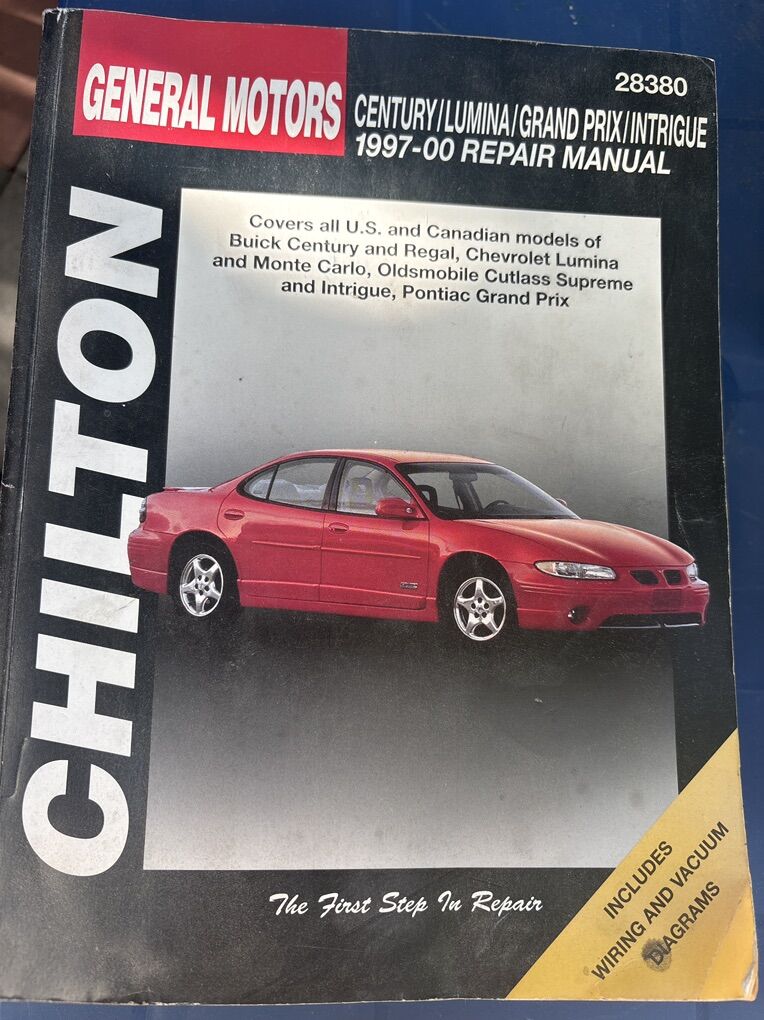 28380
GENERAL MOTORS
CENTURY/LUMINA/GRAND PRIX/INTRIGUE
1997-00 REPAIR MANUAL
CHILTON
Covers all U.S. and Canadian models of
Buick Century and Regal, Chevrolet Lumina
and Monte Carlo, Oldsmobile Cutlass Supreme
and Intrigue, Pontiac Grand Prix
The First Step In Repair
INCLUDES
WIRING AND VACUUM
DIAGRAMS